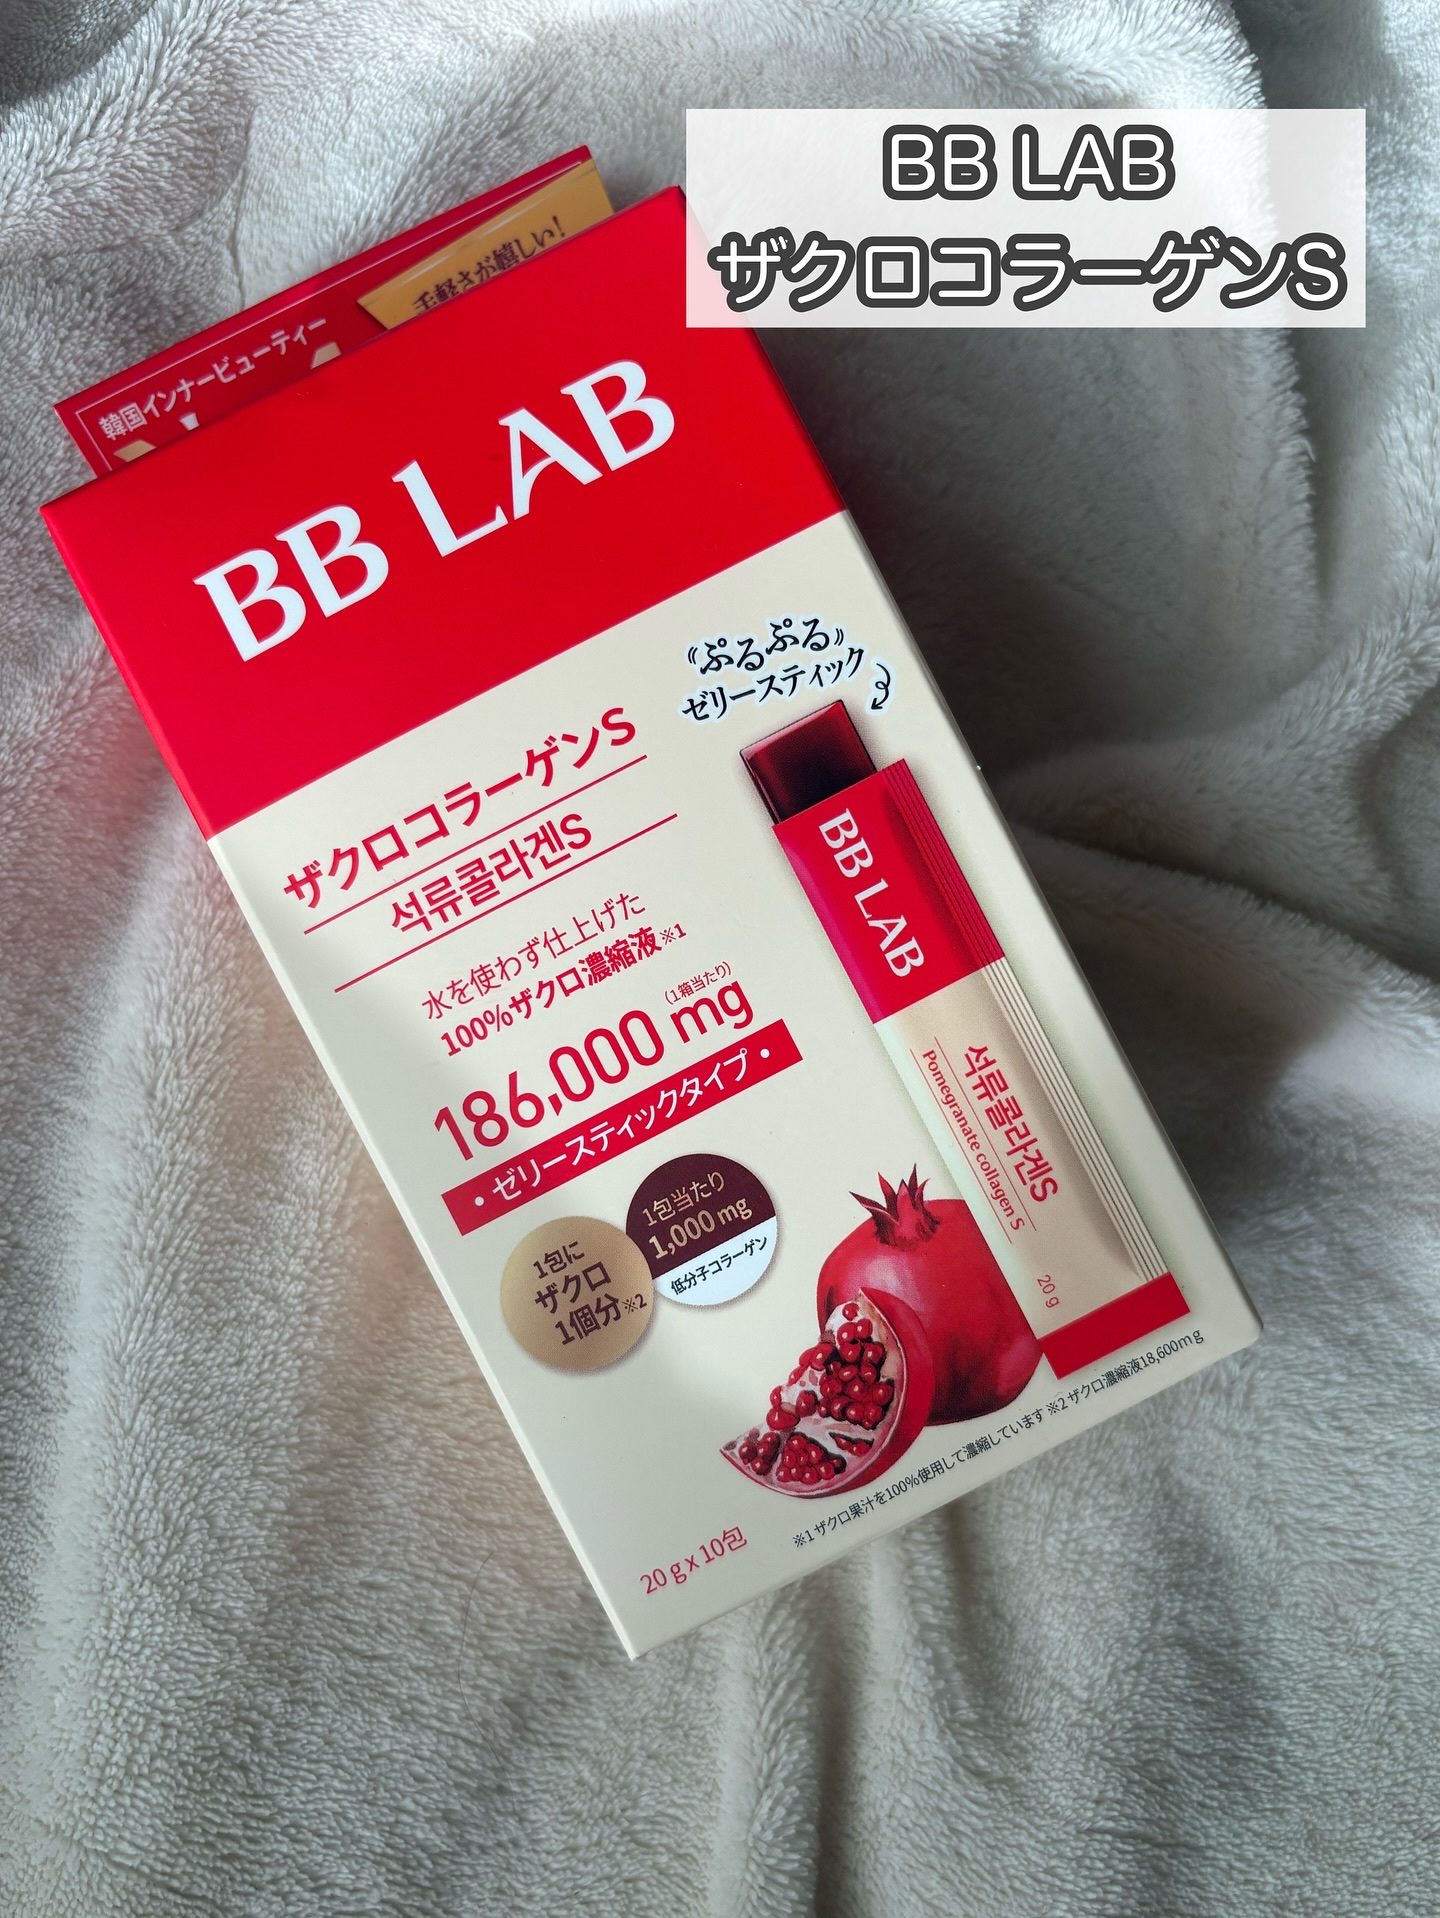 BB LAB
ザクロコラーゲンS
手軽さが嬉しい!
韓国インナービューティー
BB LAB
《ぷるぷる》
ゼリースティック
ザクロコラーゲンS
석류콜라겐S
水を使わず仕上げた
100%ザクロ濃縮液※1
(1箱当たり)
186,000 mg
・ゼリースティックタイプ・
1包に
ザクロ
1個分※2
1包当たり
1,000 mg
低分子コラーゲン
BB LAB
석류콜라겐S
Pomegranate collagen S
20 g
※1 ザクロ果汁を100%使用して濃縮しています ※2 ザクロ濃縮液18,600mg
20 g x 10包